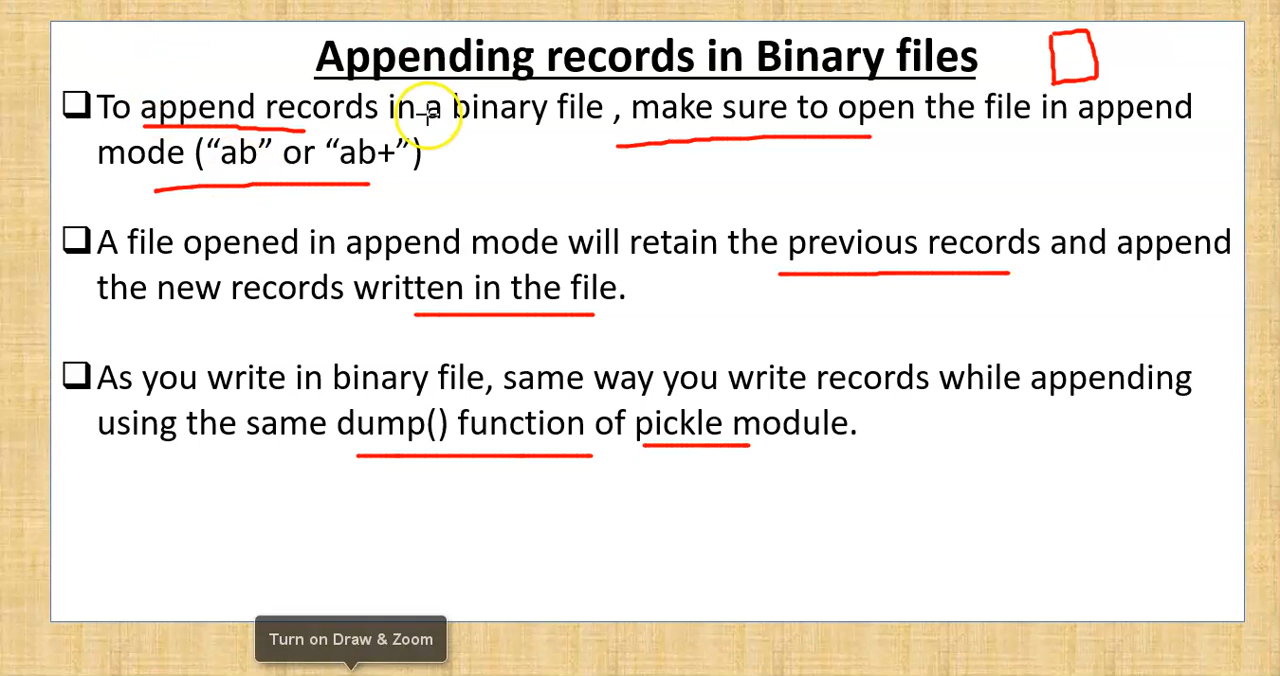 Appending records in Binary files
To append records in a binary file , make sure to open the file in append
mode (“ab” or “ab+”)
A file opened in append mode will retain the previous records and append
the new records written in the file.
As you write in binary file, same way you write records while appending
using the same dump() function of pickle module.
Turn on Draw & Zoom